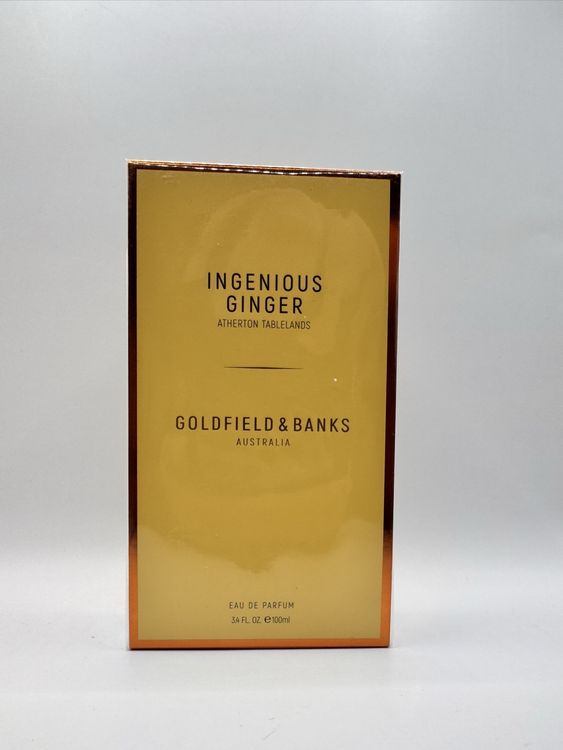 INGENIOUS
GINGER
ATHERTON TABLELANDS
GOLDFIELD & BANKS
AUSTRALIA
EAU DE PARFUM
3.4 FL. OZ. ℮100ml